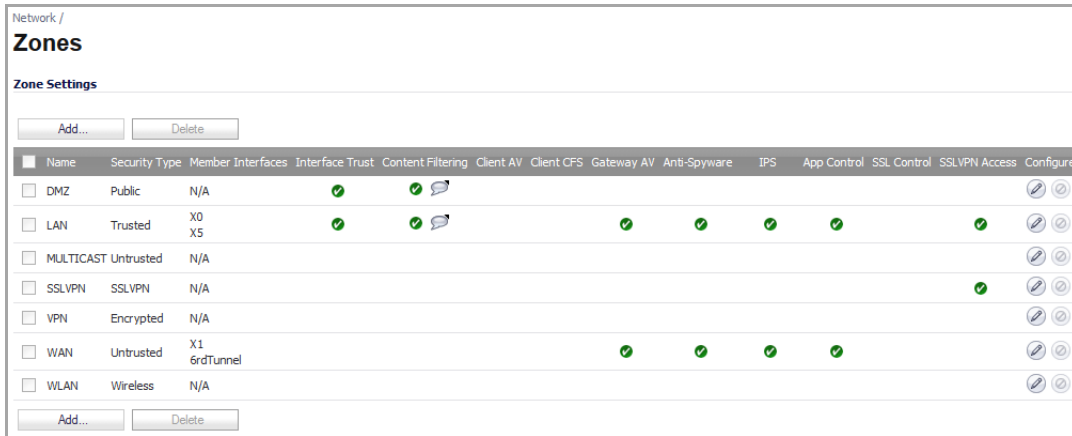 Network /
Zones
Zone Settings
Add... Delete
Name Security Type Member Interfaces Interface Trust Content Filtering Client AV Client CFS Gateway AV Anti-Spyware IPS App Control SSL Control SSLVPN Access Configure
DMZ Public N/A
LAN Trusted X0
X5
MULTICAST Untrusted N/A
SSLVPN SSLVPN N/A
VPN Encrypted N/A
WAN Untrusted X1
6rdTunnel
WLAN Wireless N/A
Add... Delete